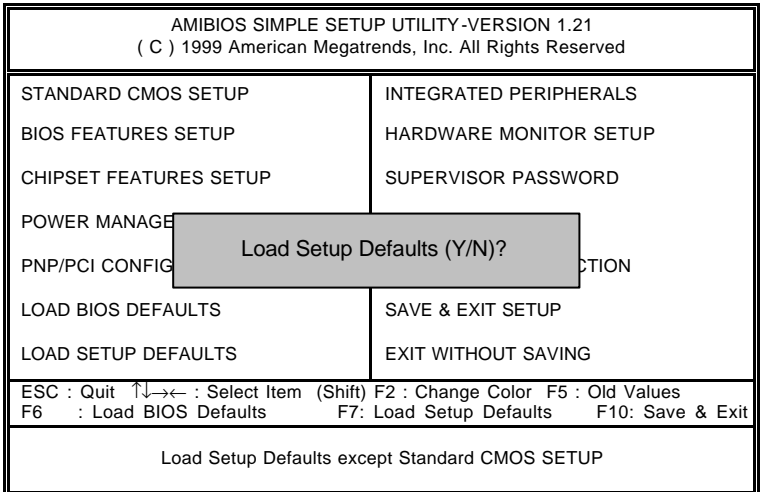 AMIBIOS SIMPLE SETUP UTILITY-VERSION 1.21
( C ) 1999 American Megatrends, Inc. All Rights Reserved
STANDARD CMOS SETUP
BIOS FEATURES SETUP
CHIPSET FEATURES SETUP
POWER MANAGE
PNP/PCI CONFIG
LOAD BIOS DEFAULTS
LOAD SETUP DEFAULTS
INTEGRATED PERIPHERALS
HARDWARE MONITOR SETUP
SUPERVISOR PASSWORD
CTION
SAVE & EXIT SETUP
EXIT WITHOUT SAVING
Load Setup Defaults (Y/N)?
ESC : Quit ↑↓→← : Select Item (Shift) F2 : Change Color F5 : Old Values
F6 : Load BIOS Defaults F7: Load Setup Defaults F10: Save & Exit
Load Setup Defaults except Standard CMOS SETUP